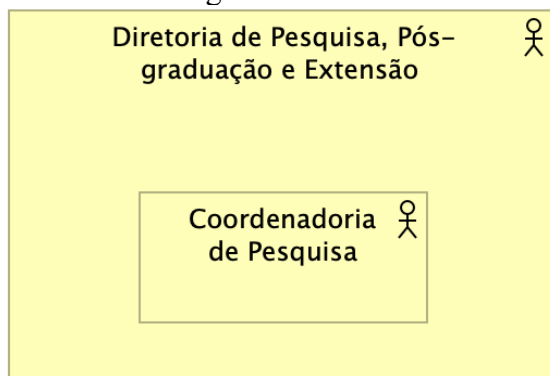 Diretoria de Pesquisa, Pós-
graduação e Extensão
Coordenadoria
de Pesquisa